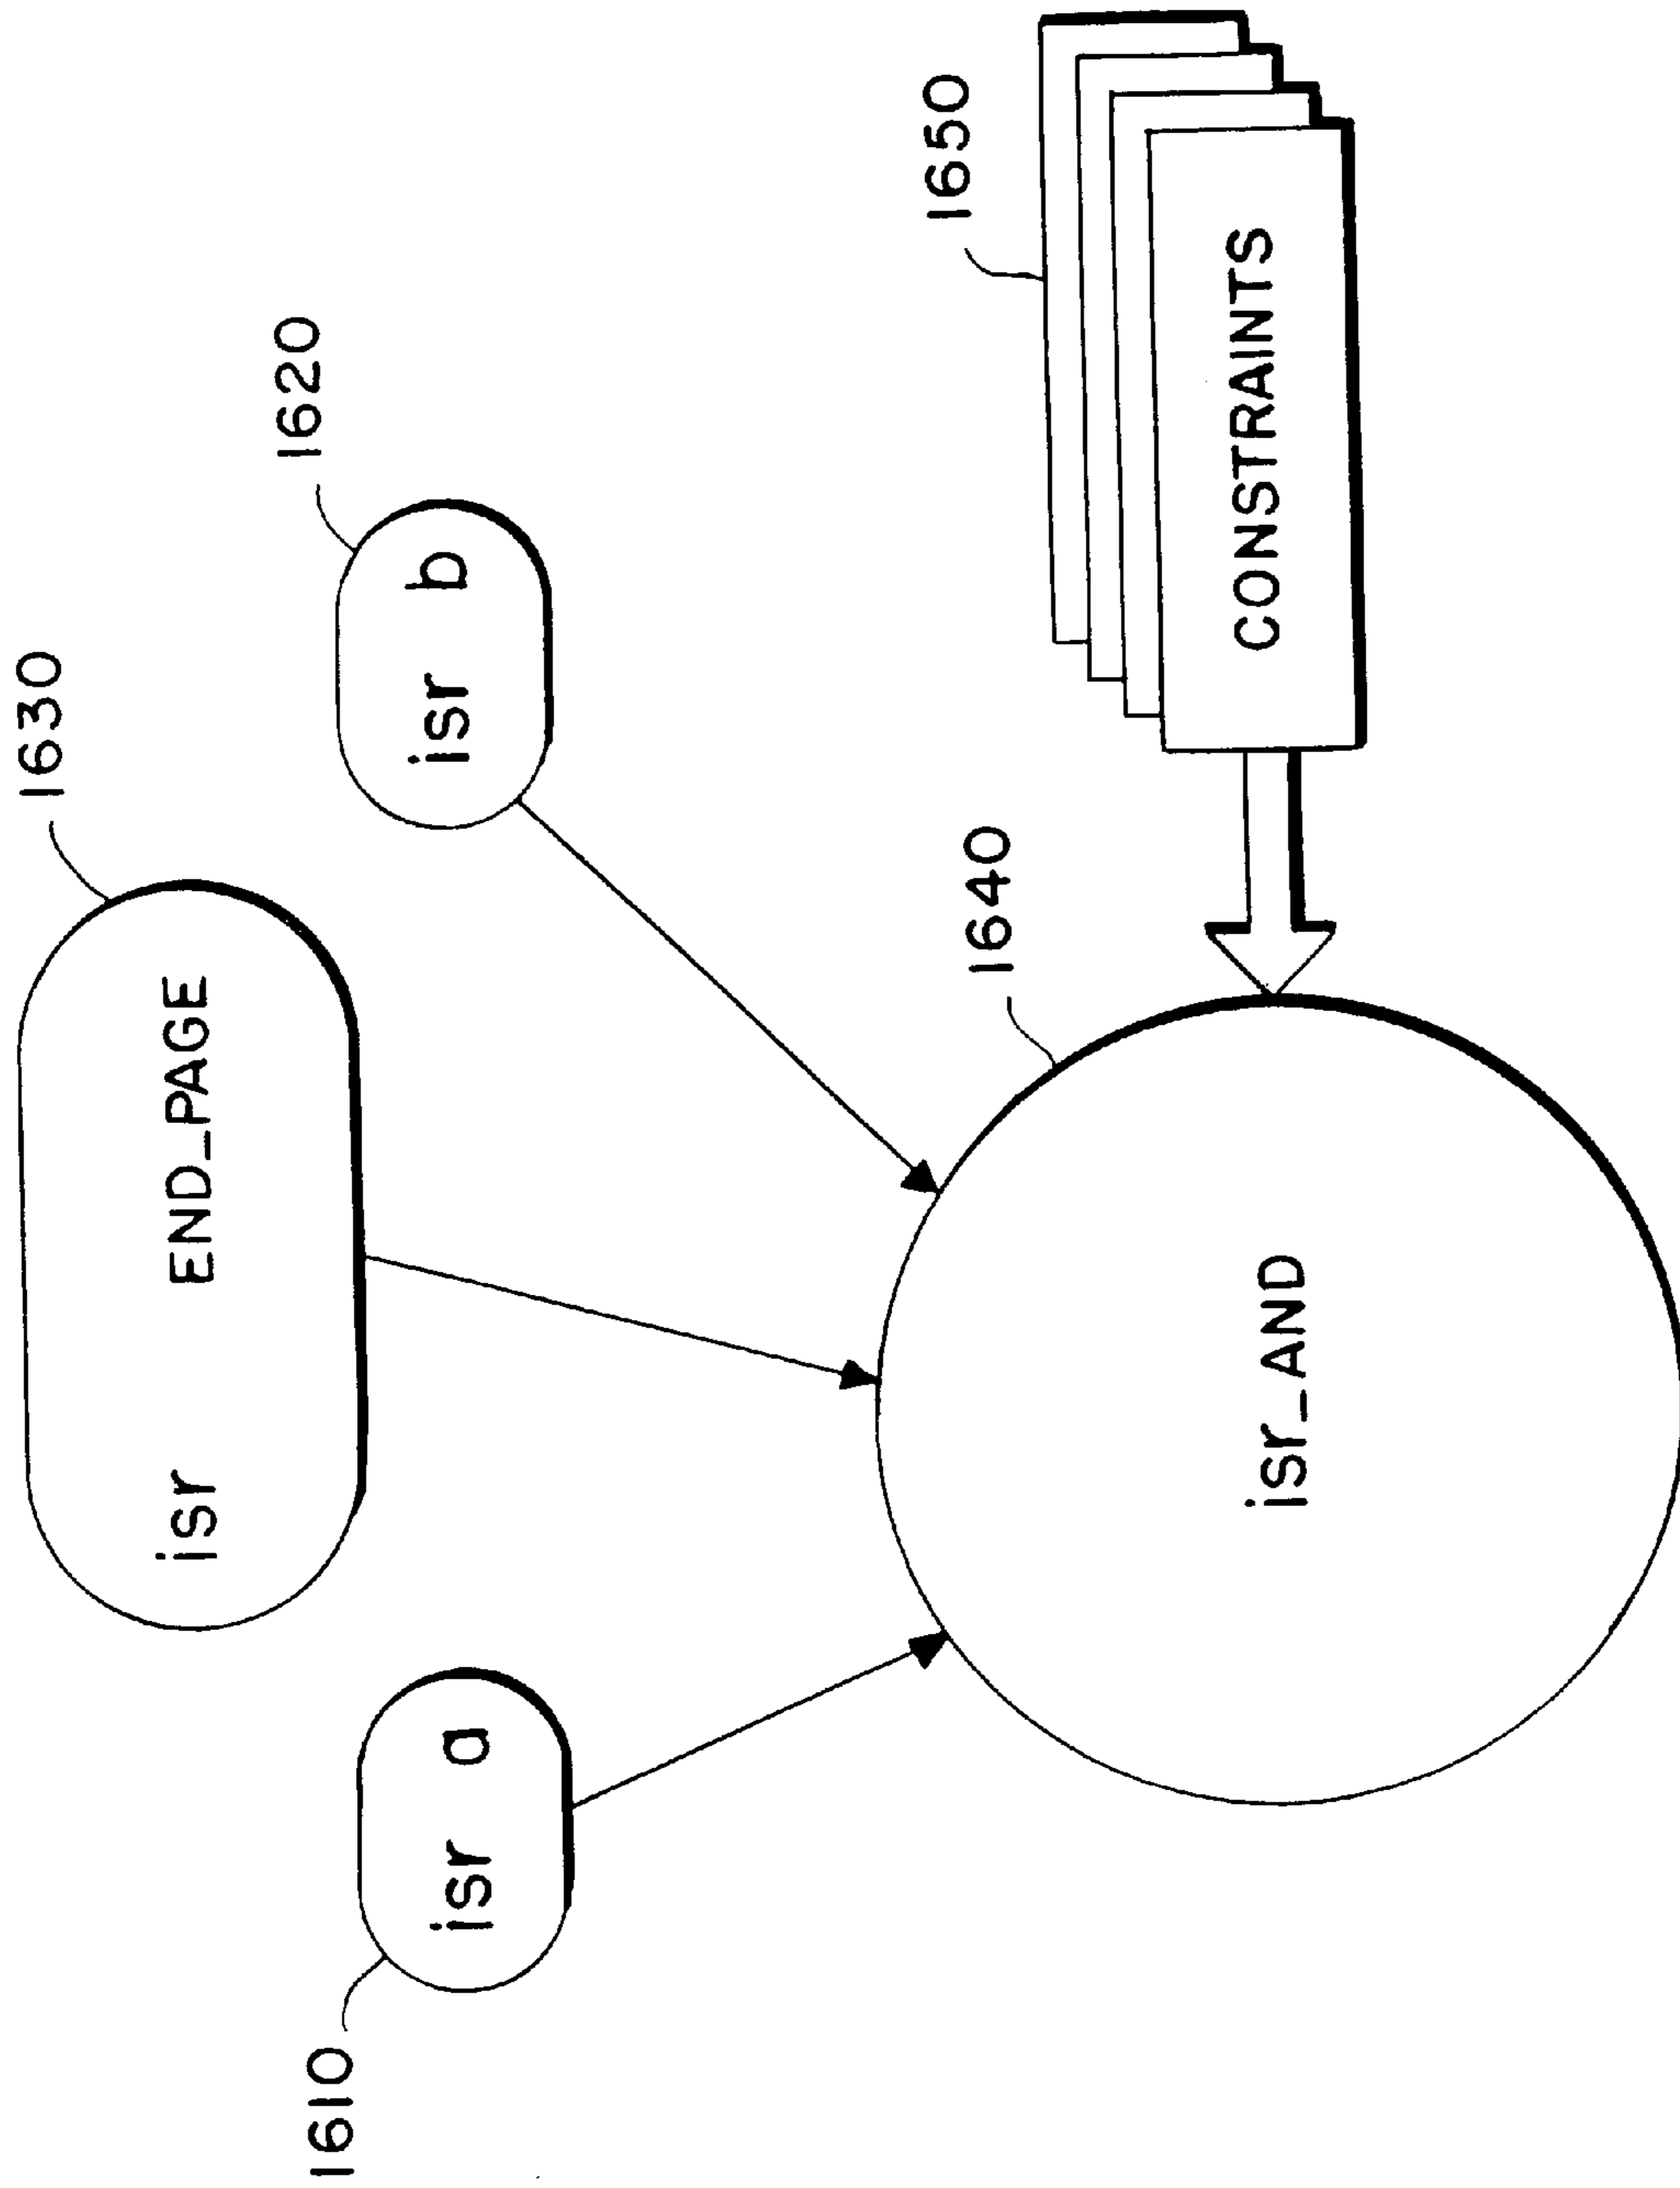 1630
isr END_PAGE
1620
isr b
1610
isr a
1640
isr_AND
1650
CONSTRAINTS